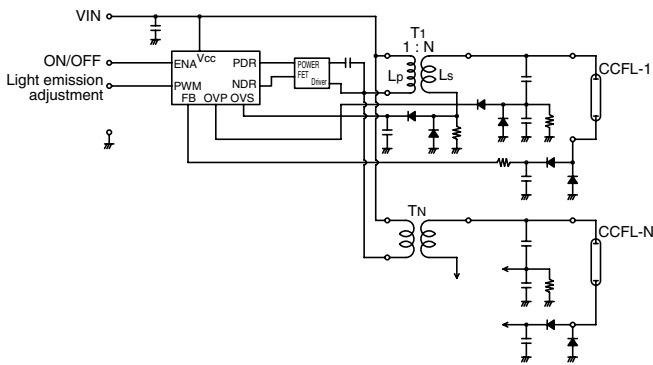 VIN
T1
1 : N
Vcc
ON/OFF
ENA
PDR
POWER
FET
Driver
Lp
Ls
CCFL-1
Light emission
adjustment
PWM
NDR
FB
OVP
OVS
TN
CCFL-N